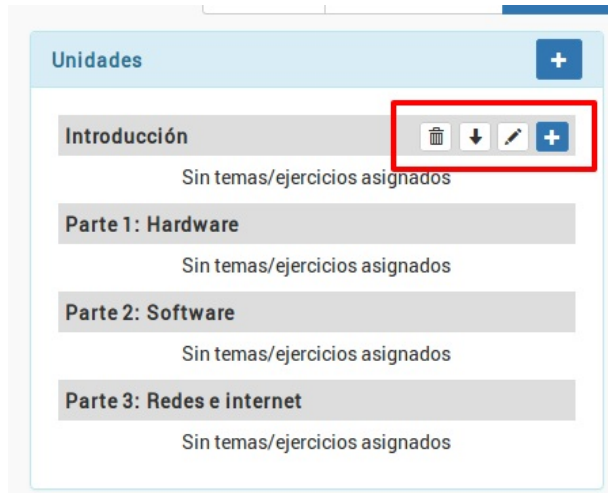 Unidades
Introducción
Sin temas/ejercicios asignados
Parte 1: Hardware
Sin temas/ejercicios asignados
Parte 2: Software
Sin temas/ejercicios asignados
Parte 3: Redes e internet
Sin temas/ejercicios asignados